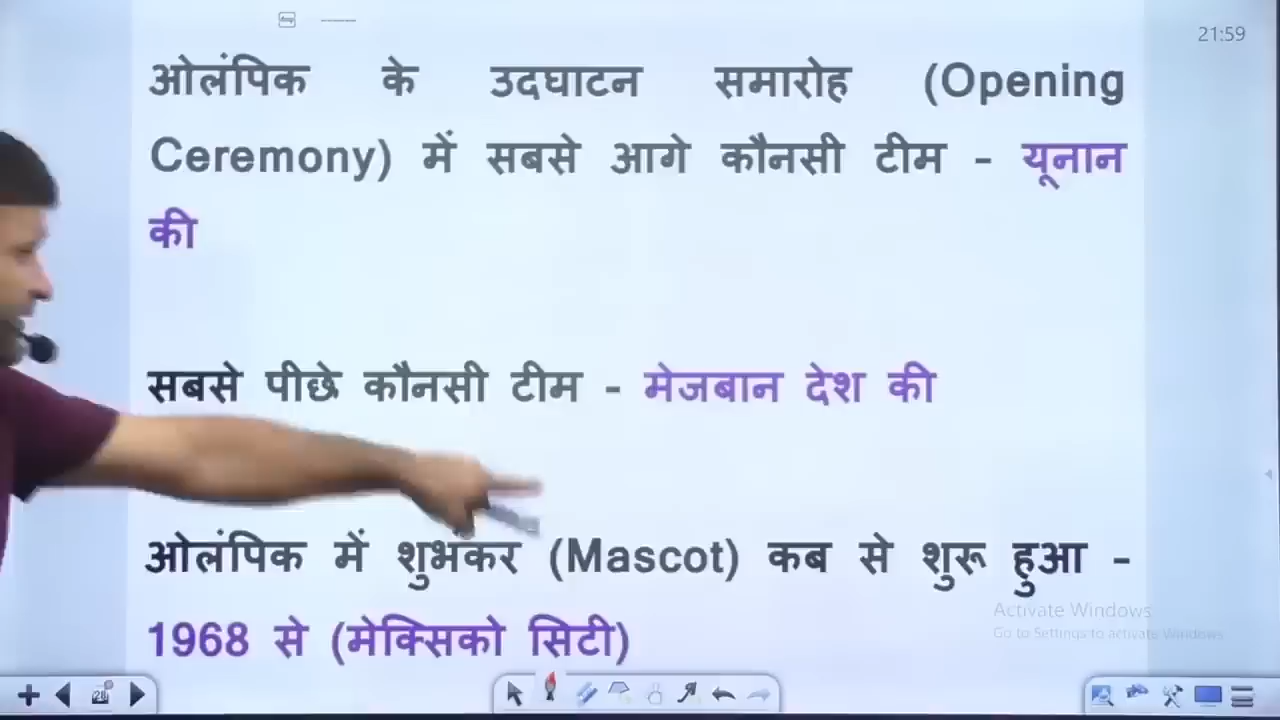 21:59
ओलंपिक के उदघाटन समारोह (Opening
Ceremony) में सबसे आगे कौनसी टीम - यूनान
की
सबसे पीछे कौनसी टीम - मेजबान देश की
ओलंपिक में शुभंकर (Mascot) कब से शुरू हुआ -
1968 से (मेक्सिको सिटी)
Activate Windows
Go to Settings to activate Windows.
28